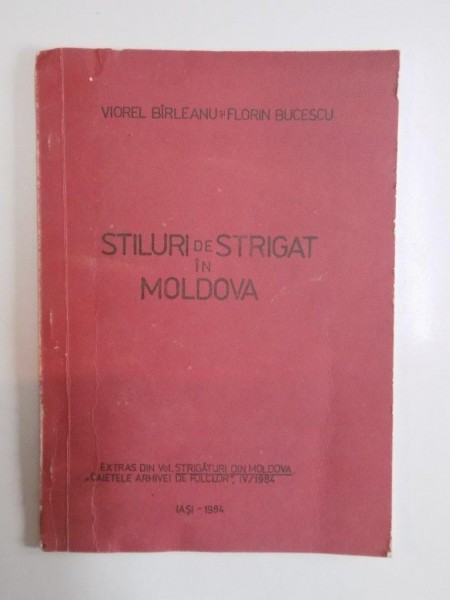 VIOREL BÎRLEANU ȘI FLORIN BUCESCU
STILURI DE STRIGAT
ÎN
MOLDOVA
EXTRAS DIN Vol. STRIGĂTURI DIN MOLDOVA
„CAIETELE ARHIVEI DE FOLCLOR", IV/1984
IAȘI - 1984